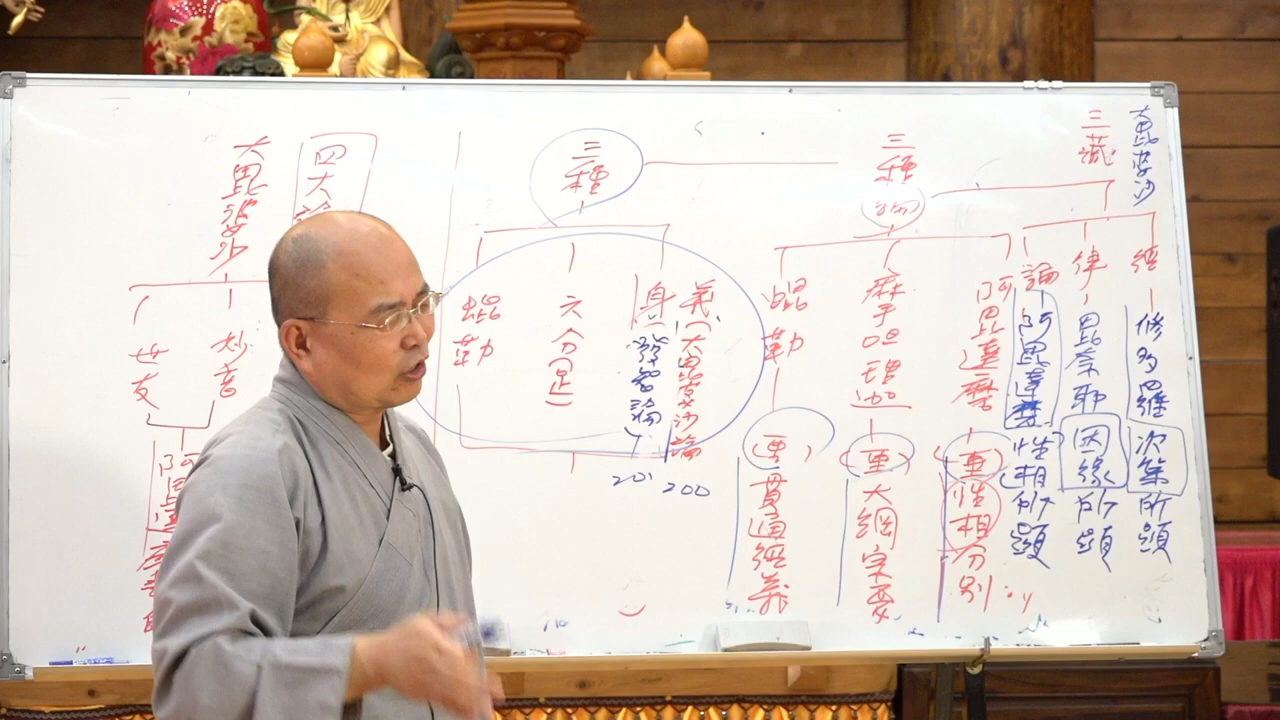 大毘婆沙
三藏
經
修多羅
次第所顯
律
毘奈耶
因緣所顯
論
阿毘達磨
性相所顯
三種
論
阿毘達磨
(重)
性相分別
摩呾理迦
(重)
大綱宗要
蜫勒
(要)
貫通經義
三種
義(大毘婆沙論
200
身(發智論)
20
六分足)
蜫勒
四大
大毘婆沙
妙音
世友